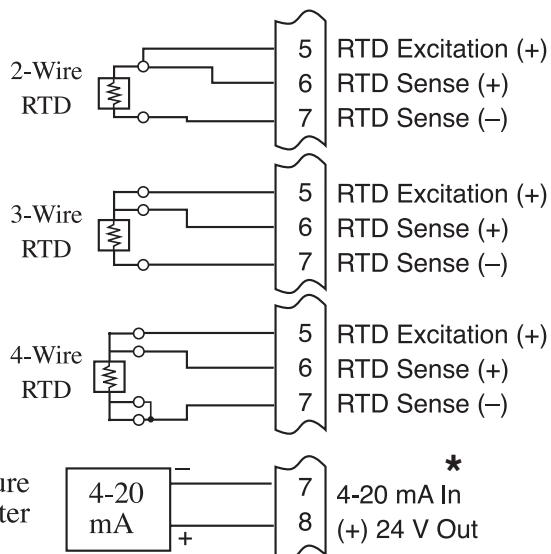 2-Wire
RTD
5 RTD Excitation (+)
6 RTD Sense (+)
7 RTD Sense (–)
3-Wire
RTD
5 RTD Excitation (+)
6 RTD Sense (+)
7 RTD Sense (–)
4-Wire
RTD
5 RTD Excitation (+)
6 RTD Sense (+)
7 RTD Sense (–)
4-20
mA
–
+
7 4-20 mA In *
8 (+) 24 V Out